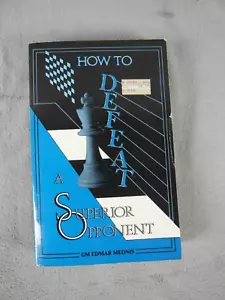 HOW TO
DEFEAT
A
SUPERIOR
OPPONENT
GM EDMAR MEDNIS